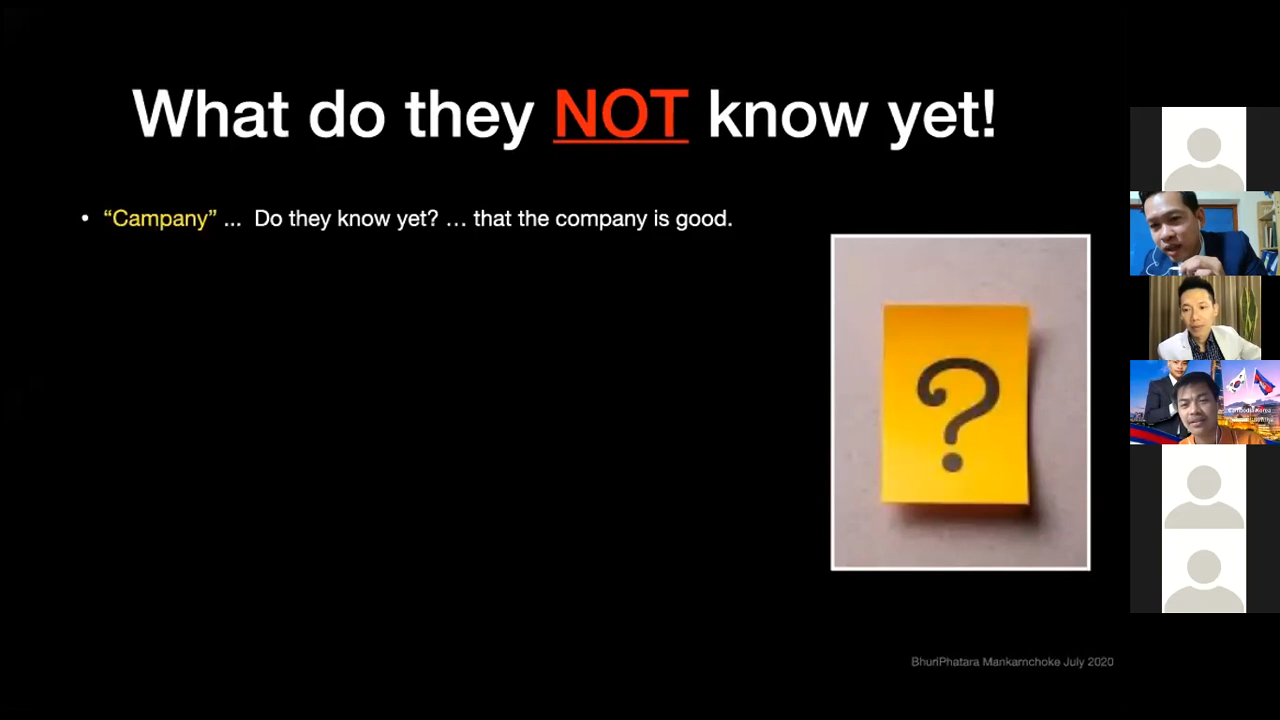 What do they NOT know yet!
• “Campany” ... Do they know yet? … that the company is good.
?
BhuriPhatara Mankarnchoke July 2020